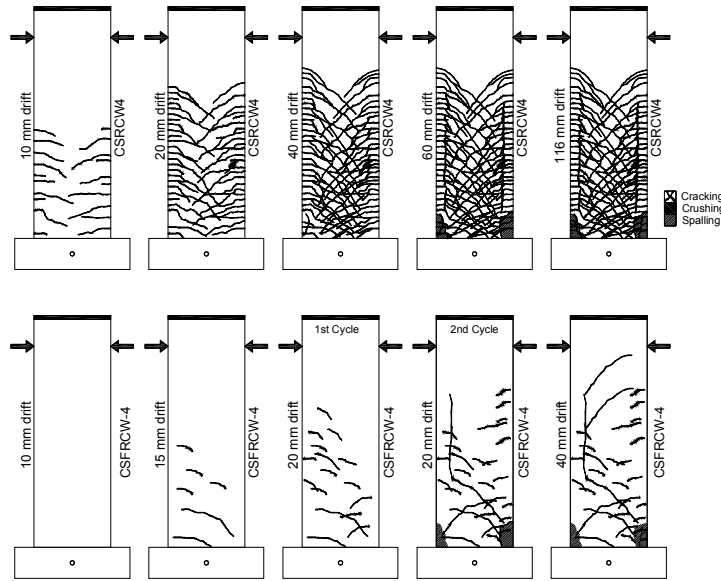 10 mm drift
CSRCW4
20 mm drift
CSRCW4
40 mm drift
CSRCW4
60 mm drift
CSRCW4
116 mm drift
CSRCW4
Cracking
Crushing
Spalling
10 mm drift
CSFRCW-4
15 mm drift
CSFRCW-4
1st Cycle
20 mm drift
CSFRCW-4
2nd Cycle
20 mm drift
CSFRCW-4
40 mm drift
CSFRCW-4